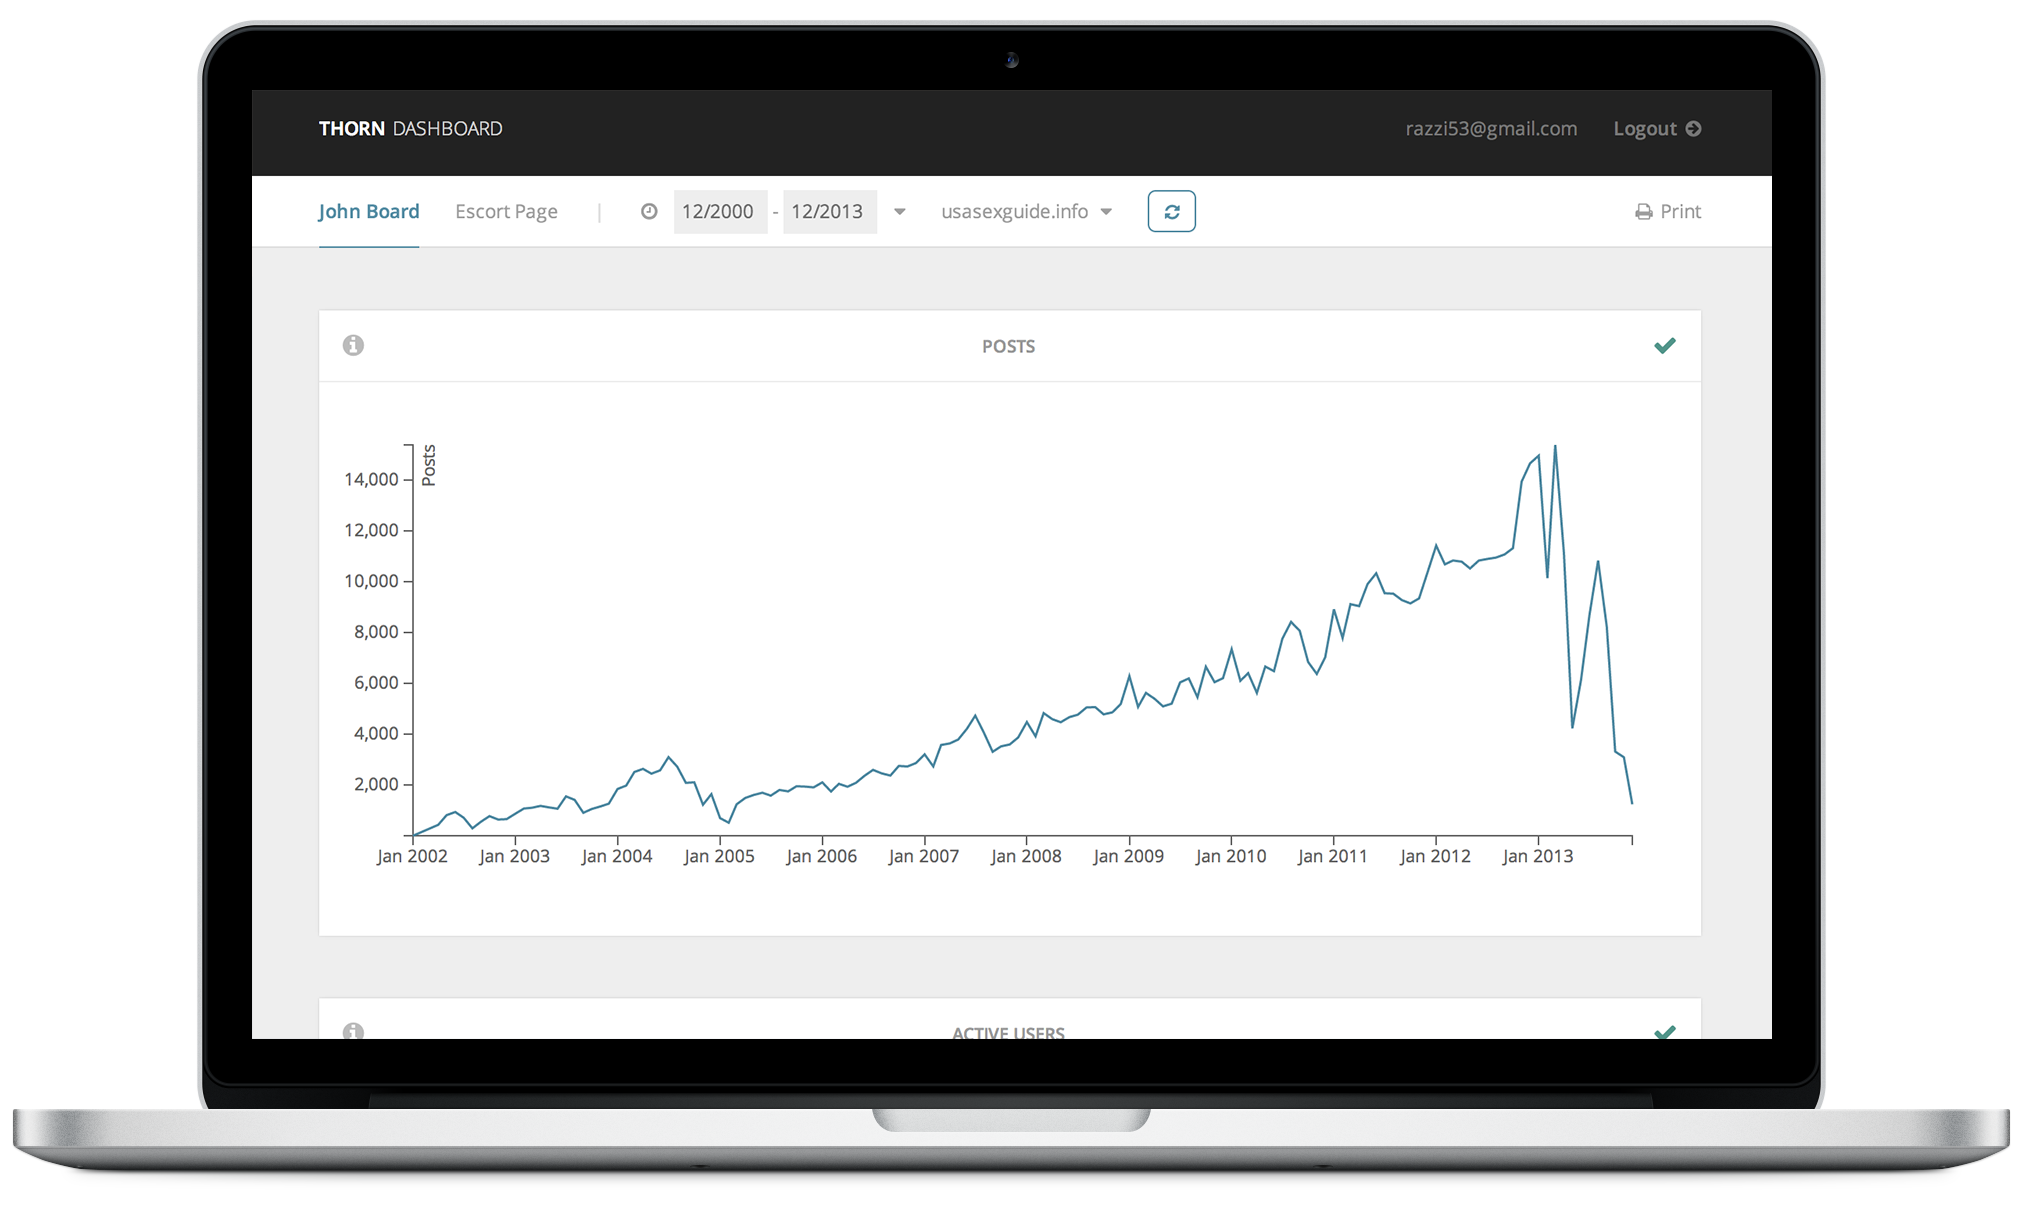 THORN DASHBOARD razzi53@gmail.com Logout
John Board Escort Page | 12/2000 - 12/2013 usasexguide.info Print
POSTS
Posts
14,000
12,000
10,000
8,000
6,000
4,000
2,000
Jan 2002 Jan 2003 Jan 2004 Jan 2005 Jan 2006 Jan 2007 Jan 2008 Jan 2009 Jan 2010 Jan 2011 Jan 2012 Jan 2013
ACTIVE USERS